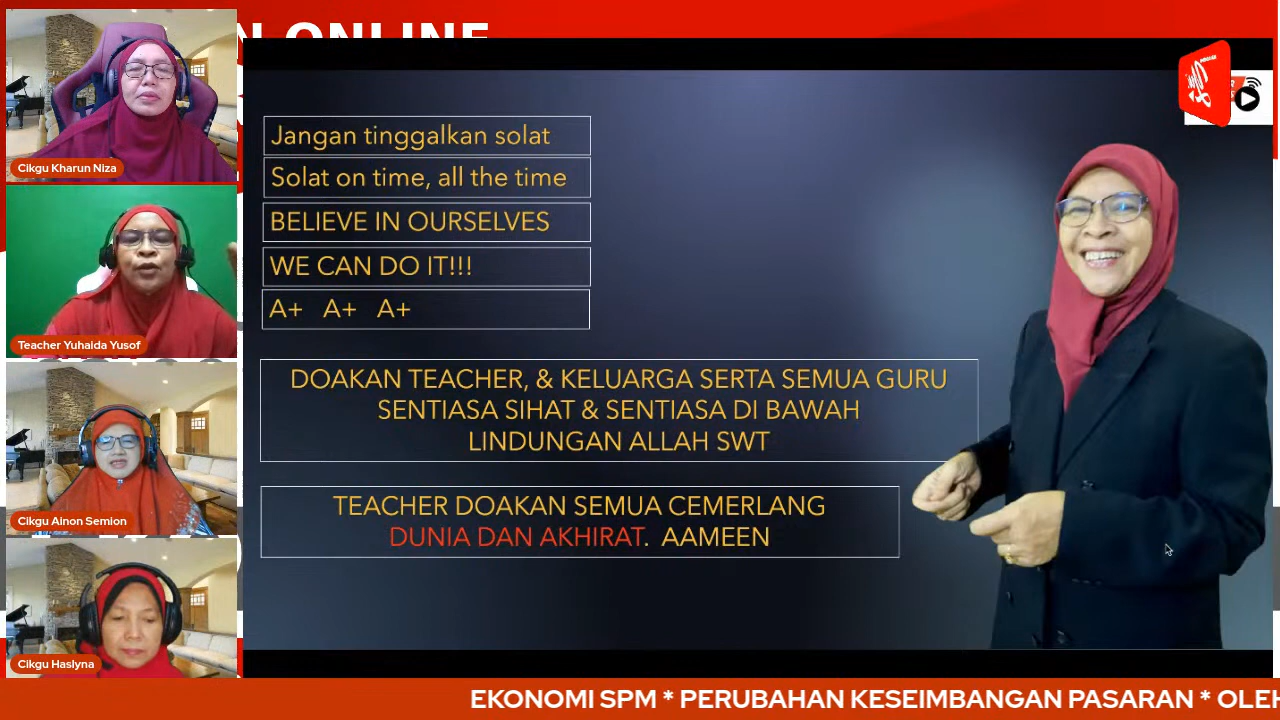 N ONLINE
Cikgu Kharun Niza
Teacher Yuhaida Yusof
Cikgu Ainon Semion
Cikgu Haslyna
Jangan tinggalkan solat
Solat on time, all the time
BELIEVE IN OURSELVES
WE CAN DO IT!!!
A+ A+ A+
DOAKAN TEACHER, & KELUARGA SERTA SEMUA GURU
SENTIASA SIHAT & SENTIASA DI BAWAH
LINDUNGAN ALLAH SWT
TEACHER DOAKAN SEMUA CEMERLANG
DUNIA DAN AKHIRAT. AAMEEN
EKONOMI SPM * PERUBAHAN KESEIMBANGAN PASARAN * OLEH